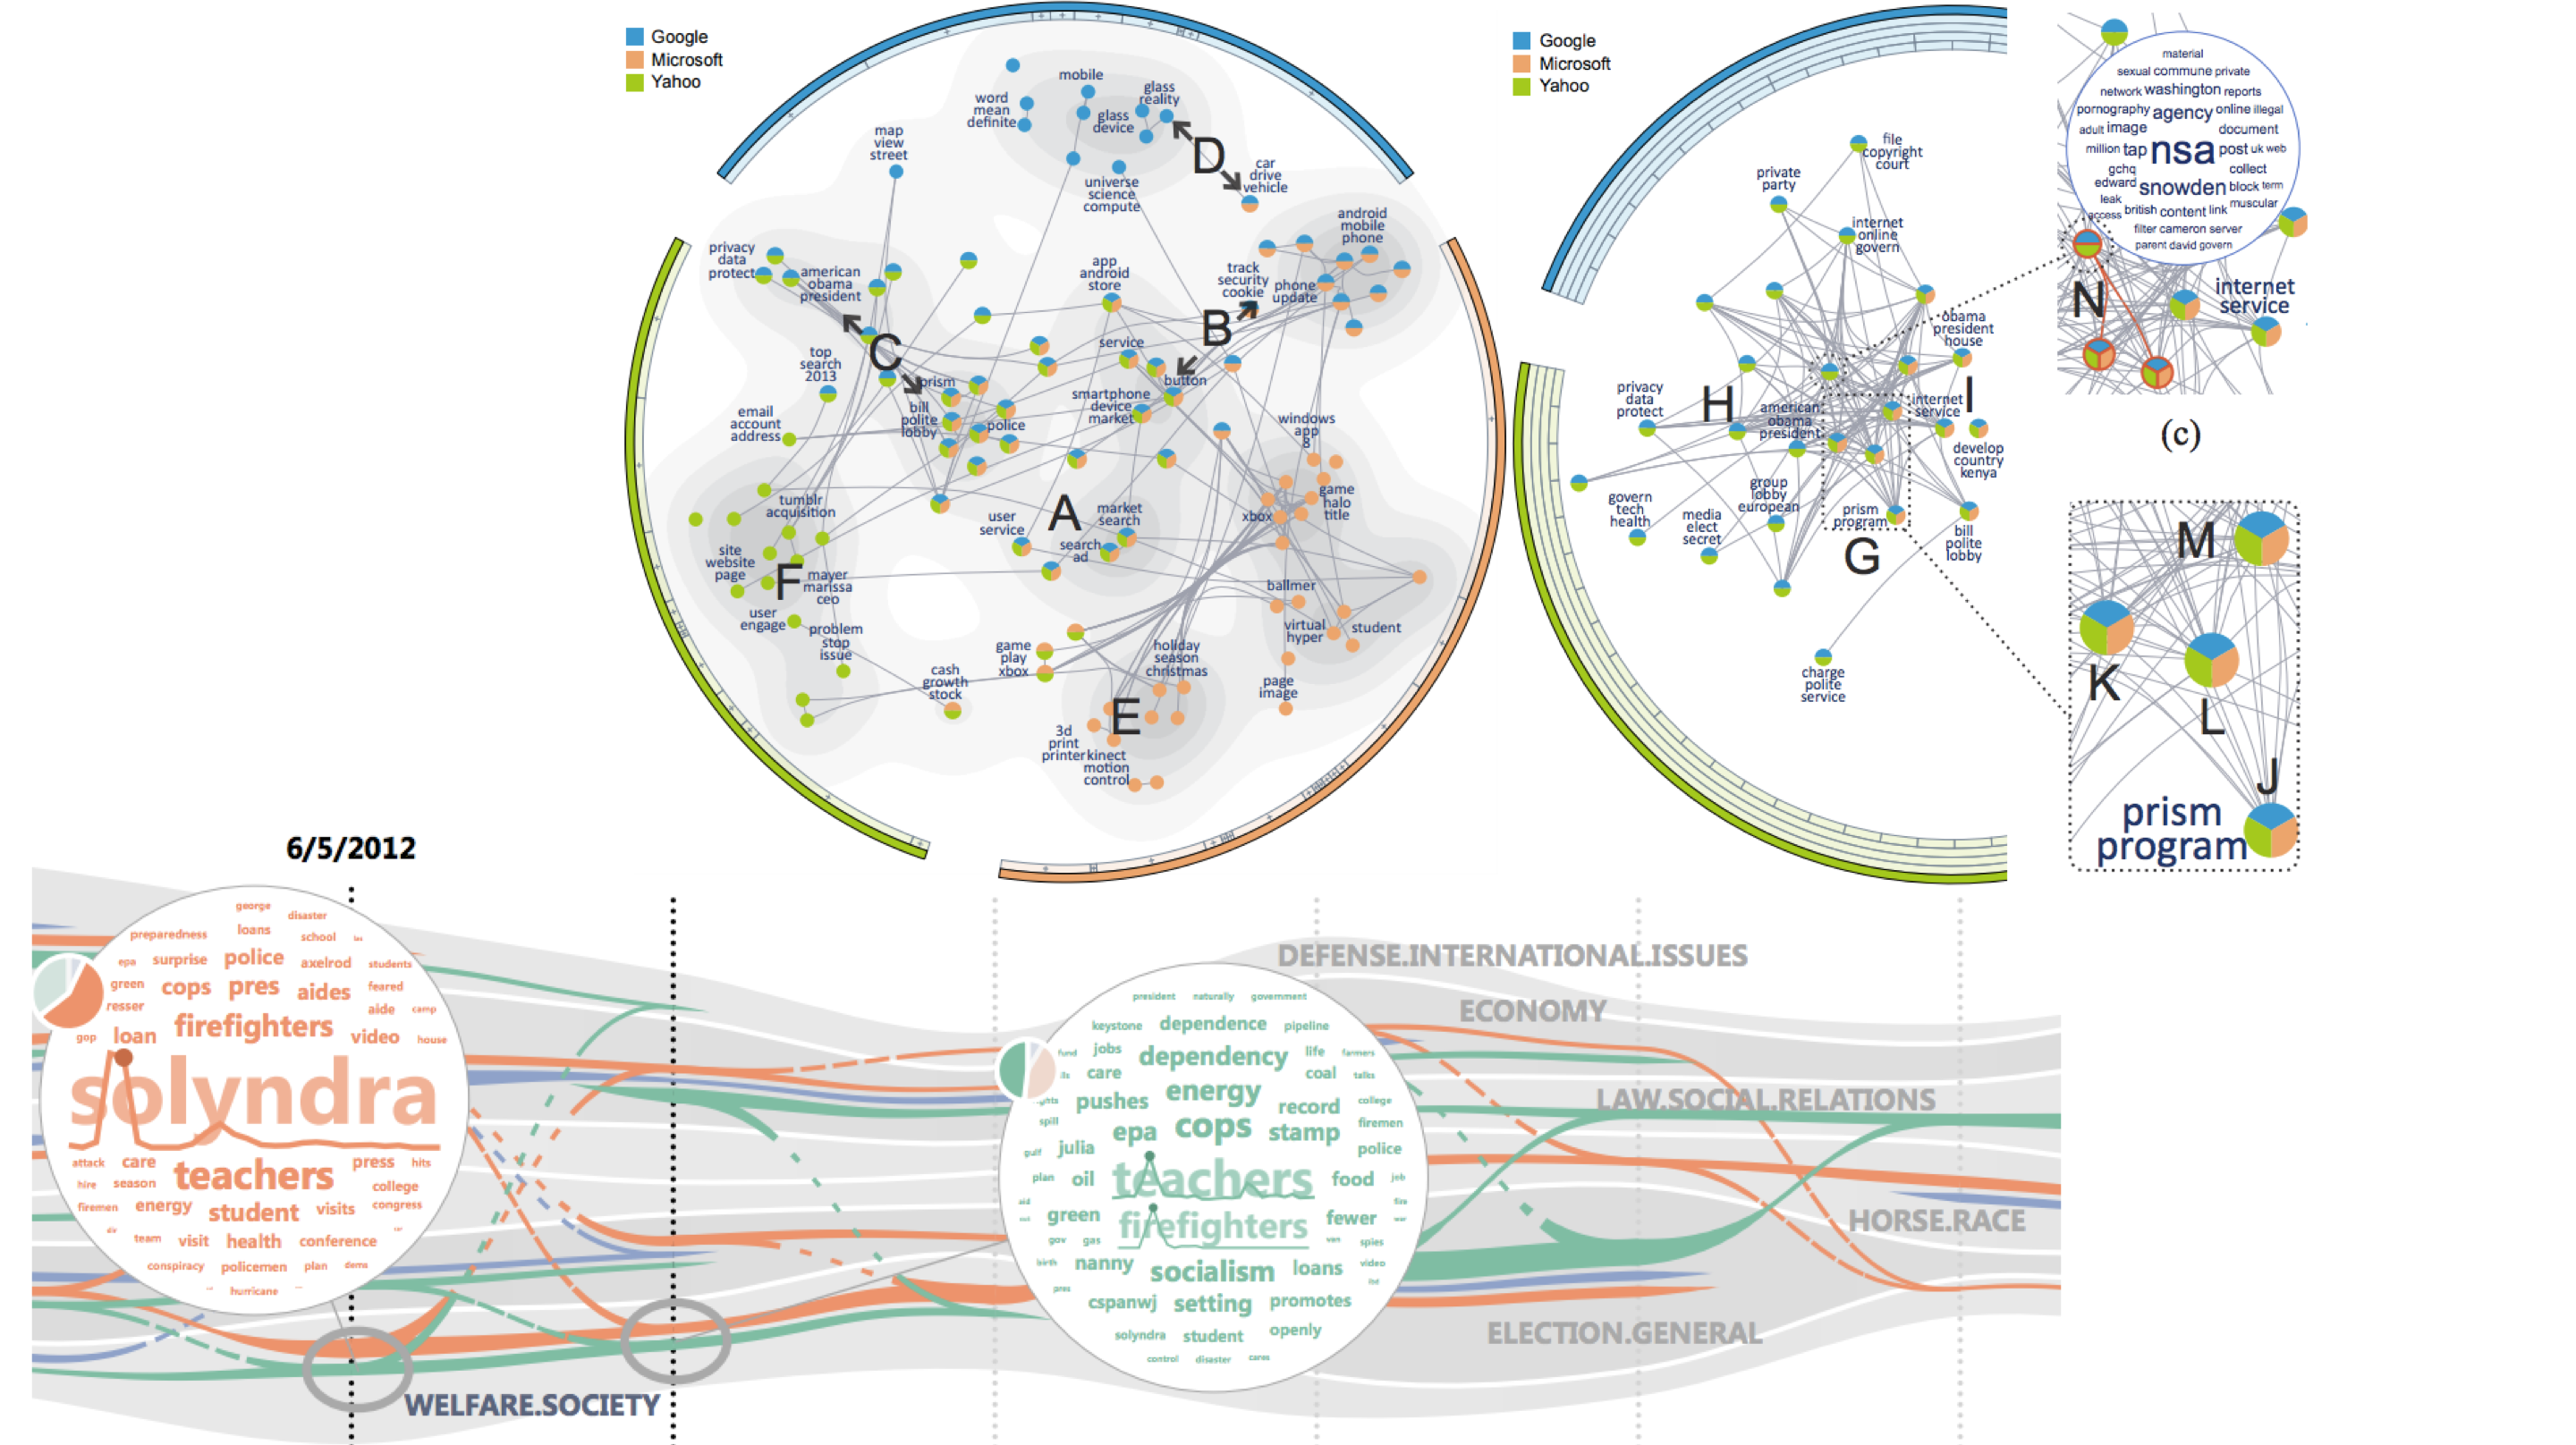 Google
Microsoft
Yahoo
mobile
glass
reality
word
mean
definite
glass
device
map
view
street
D
car
drive
vehicle
universe
science
compute
android
mobile
phone
privacy
data
protect
american
obama
president
app
android
store
track
security
cookie
phone
update
B
C
top
search
2013
service
prism
button
bill
polite
lobby
smartphone
device
market
police
email
account
address
windows
app
8
tumblr
acquisition
game
halo
title
xbox
user
service
A
market
search
search
ad
site
website
page
F
mayer
marissa
ceo
user
engage
problem
stop
issue
ballmer
virtual
hyper
student
game
play
xbox
holiday
season
christmas
cash
growth
stock
page
image
E
3d
print
printer
kinect
motion
control
Google
Microsoft
Yahoo
file
copyright
court
private
party
internet
online
govern
obama
president
house
privacy
data
protect
H
american
obama
president
internet
service
I
develop
country
kenya
govern
tech
health
group
lobby
european
media
elect
secret
prism
program
G
bill
polite
lobby
charge
polite
service
material
sexual commune private
network washington reports
pornography agency online illegal
adult image document
million tap nsa post uk web
gchq collect
edward snowden block term
leak muscular
access british content link
filter cameron server
parent david govern
N
internet
service
(c)
M
K
L
J
prism
program
6/5/2012
george
disaster
preparedness loans school
epa surprise police axelrod students
green cops pres aides feared
resser aide camp
gop loan firefighters video house
solyndra
attack care teachers press hits
hire season college
firemen energy student visits congress
team visit health conference
conspiracy policemen plan dems
hurricane
WELFARE.SOCIETY
president naturally government
keystone dependence pipeline
fund jobs dependency life farmers
care energy coal talks
pushes record college
spill epa cops stamp firemen
gulf julia police
plan oil teachers food job
aid fire
green firefighters fewer
gov gas spies
birth nanny socialism loans video
pres cspanwj setting promotes
solyndra student openly
control disaster cares
DEFENSE.INTERNATIONAL.ISSUES
ECONOMY
LAW.SOCIAL.RELATIONS
HORSE.RACE
ELECTION.GENERAL